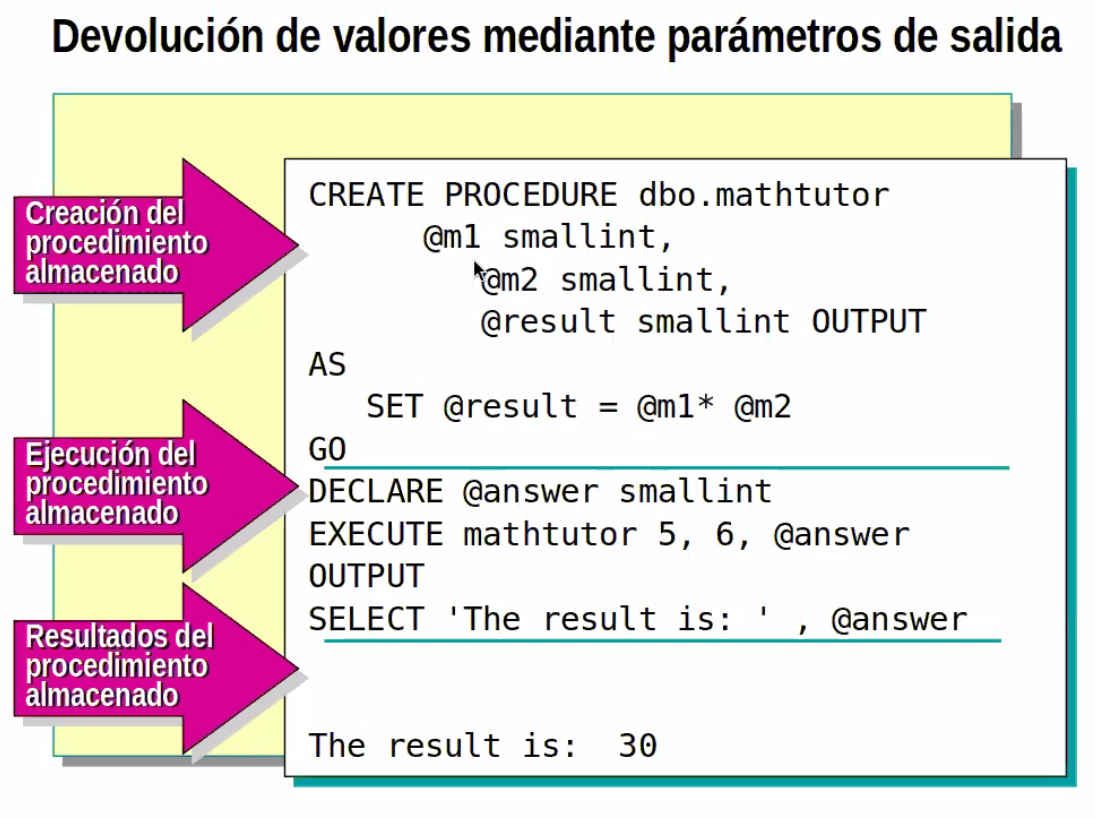 Devolución de valores mediante parámetros de salida
Creación del
procedimiento
almacenado
CREATE PROCEDURE dbo.mathtutor
@m1 smallint,
@m2 smallint,
@result smallint OUTPUT
AS
SET @result = @m1* @m2
GO
Ejecución del
procedimiento
almacenado
DECLARE @answer smallint
EXECUTE mathtutor 5, 6, @answer
OUTPUT
SELECT 'The result is: ' , @answer
Resultados del
procedimiento
almacenado
The result is: 30